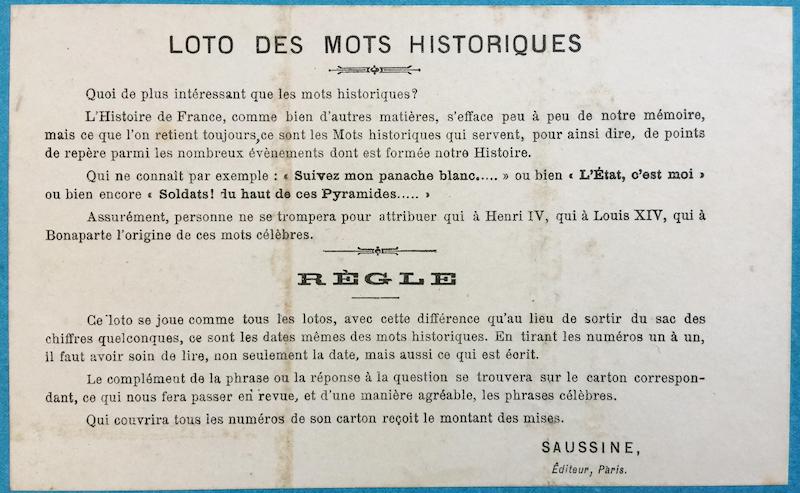 LOTO DES MOTS HISTORIQUES
Quoi de plus intéressant que les mots historiques?
L'Histoire de France, comme bien d'autres matières, s'efface peu à peu de notre mémoire,
mais ce que l'on retient toujours, ce sont les Mots historiques qui servent, pour ainsi dire, de points
de repère parmi les nombreux évènements dont est formée notre Histoire.
Qui ne connaît par exemple : « Suivez mon panache blanc..... » ou bien « L'État, c'est moi »
ou bien encore « Soldats! du haut de ces Pyramides..... »
Assurément, personne ne se trompera pour attribuer qui à Henri IV, qui à Louis XIV, qui à
Bonaparte l'origine de ces mots célèbres.
RÈGLE
Ce loto se joue comme tous les lotos, avec cette différence qu'au lieu de sortir du sac des
chiffres quelconques, ce sont les dates mêmes des mots historiques. En tirant les numéros un à un,
il faut avoir soin de lire, non seulement la date, mais aussi ce qui est écrit.
Le complément de la phrase ou la réponse à la question se trouvera sur le carton correspon-
dant, ce qui nous fera passer en revue, et d'une manière agréable, les phrases célèbres.
Qui couvrira tous les numéros de son carton reçoit le montant des mises.
SAUSSINE,
Éditeur, Paris.